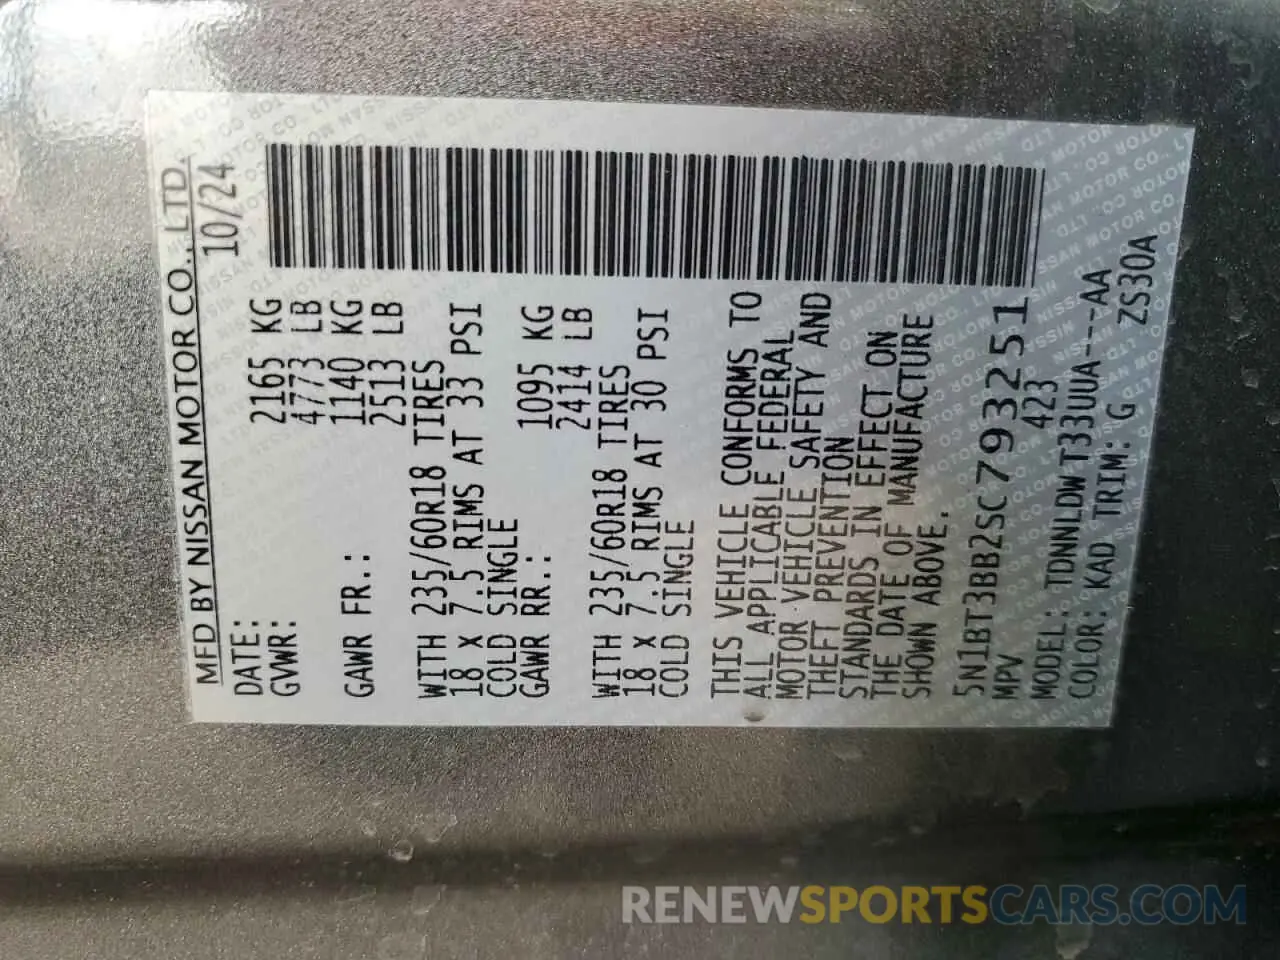 MFD BY NISSAN MOTOR CO., LTD.
DATE: 10/24
GVWR: 2165 KG
4773 LB
GAWR FR.: 1140 KG
2513 LB
WITH 235/60R18 TIRES
18 X 7.5 RIMS AT 33 PSI
COLD SINGLE
GAWR RR.: 1095 KG
2414 LB
WITH 235/60R18 TIRES
18 X 7.5 RIMS AT 30 PSI
COLD SINGLE
THIS VEHICLE CONFORMS TO
ALL APPLICABLE FEDERAL
MOTOR VEHICLE SAFETY AND
THEFT PREVENTION
STANDARDS IN EFFECT ON
THE DATE OF MANUFACTURE
SHOWN ABOVE.
5N1BT3BB2SC793251
MPV 423
MODEL: TDNNLDWT33UUA---AA
COLOR: KAD TRIM: G ZS30A
RENEWSPORTSCARS.COM